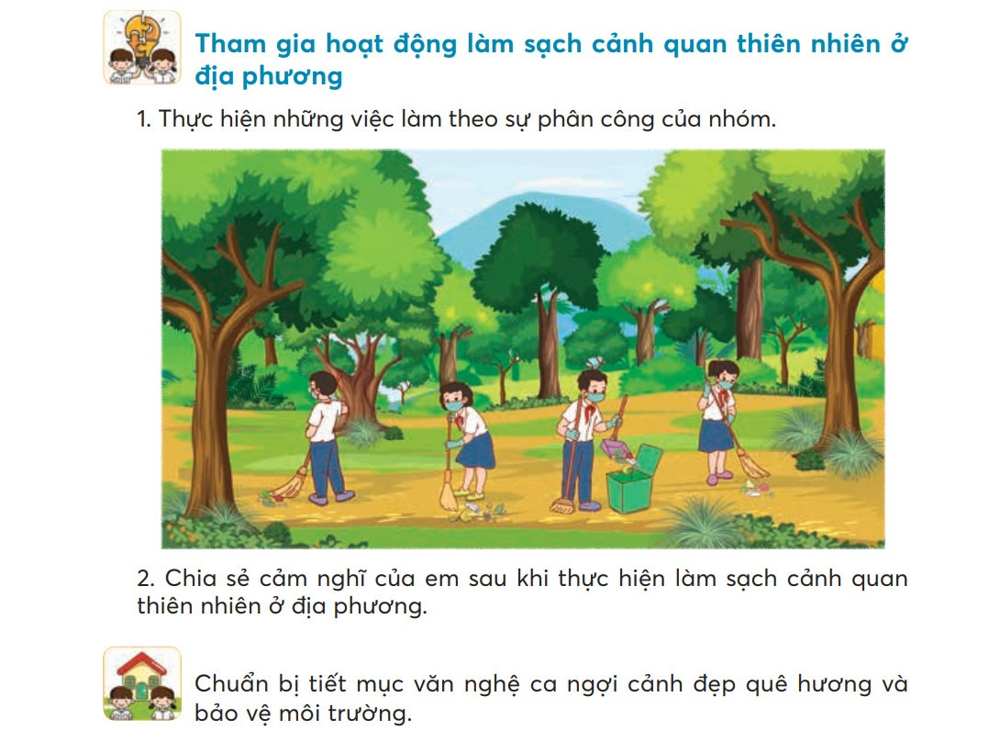 Tham gia hoạt động làm sạch cảnh quan thiên nhiên ở
địa phương
1. Thực hiện những việc làm theo sự phân công của nhóm.
2. Chia sẻ cảm nghĩ của em sau khi thực hiện làm sạch cảnh quan
thiên nhiên ở địa phương.
Chuẩn bị tiết mục văn nghệ ca ngợi cảnh đẹp quê hương và
bảo vệ môi trường.